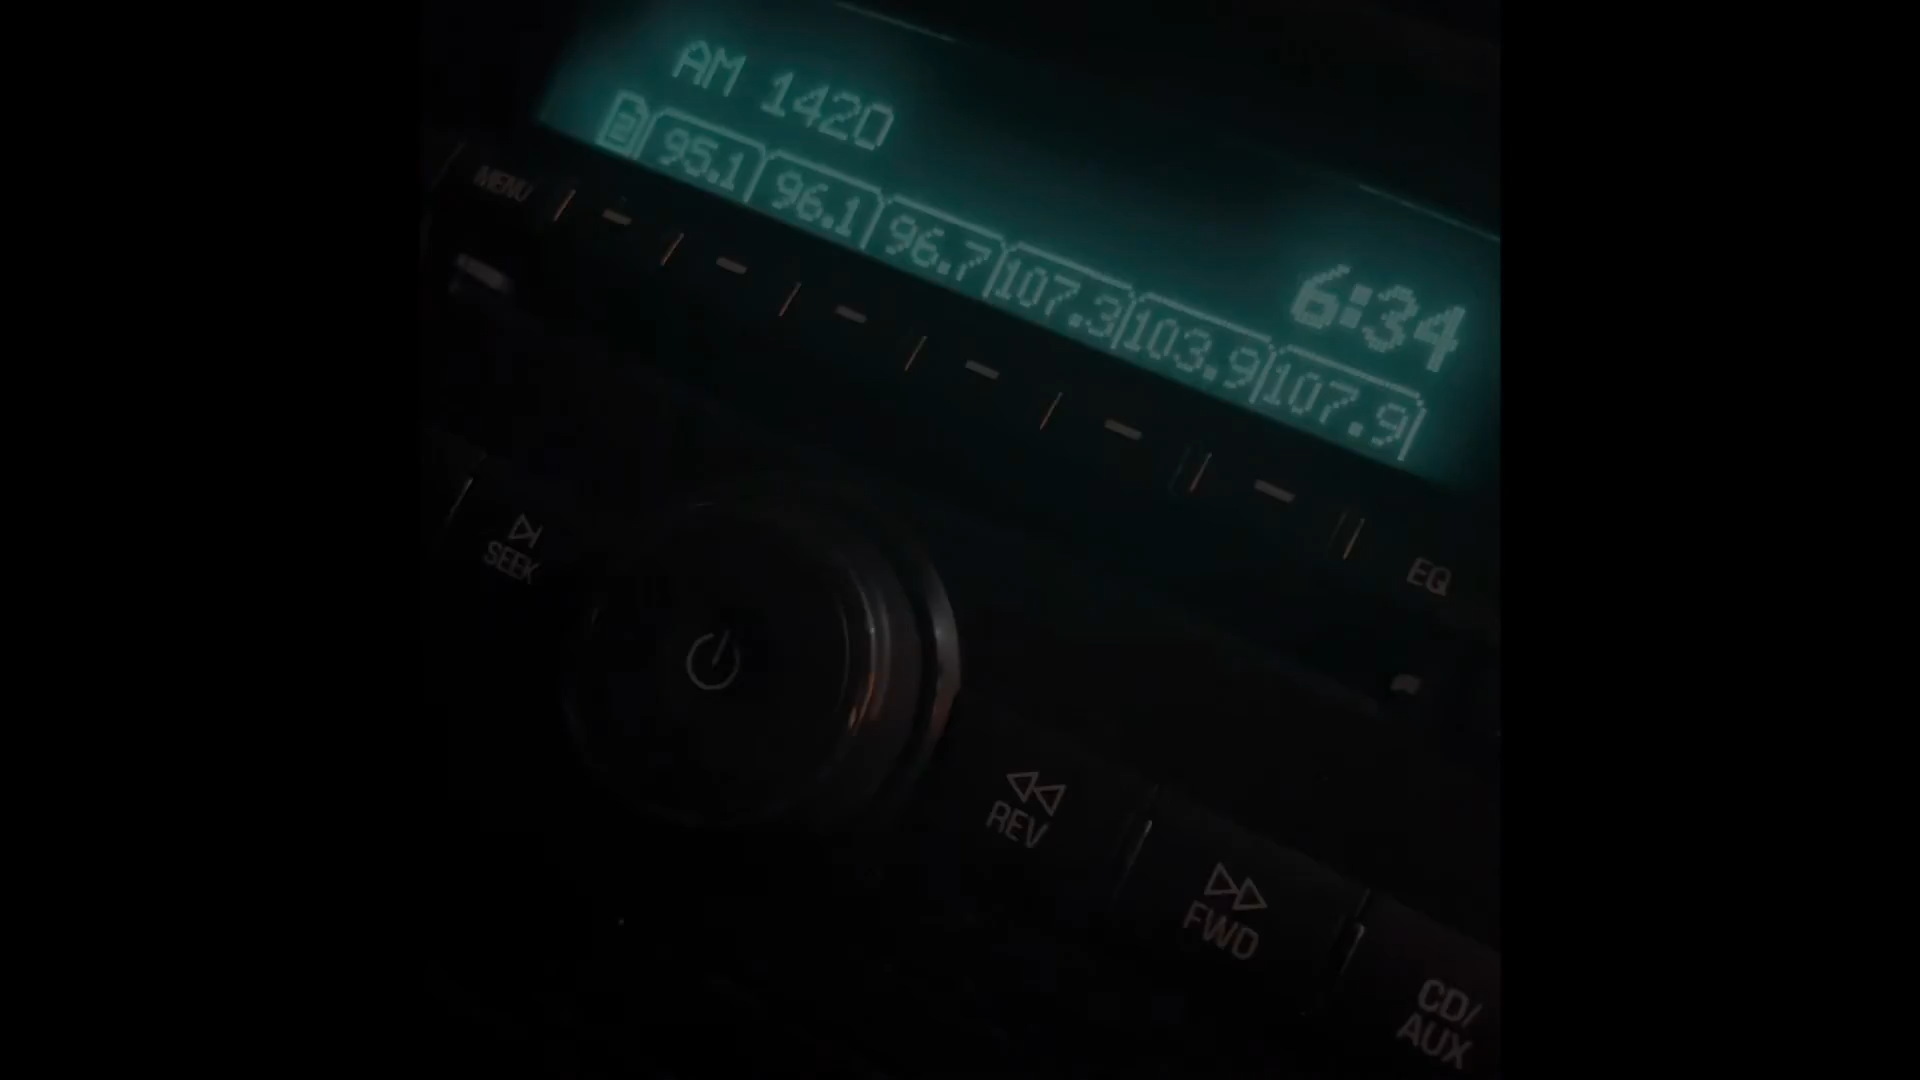 AM 1420
6:34
2 95.1 96.1 96.7 107.3 103.9 107.9
MENU
EQ
SEEK
REV
FWD
CD/
AUX